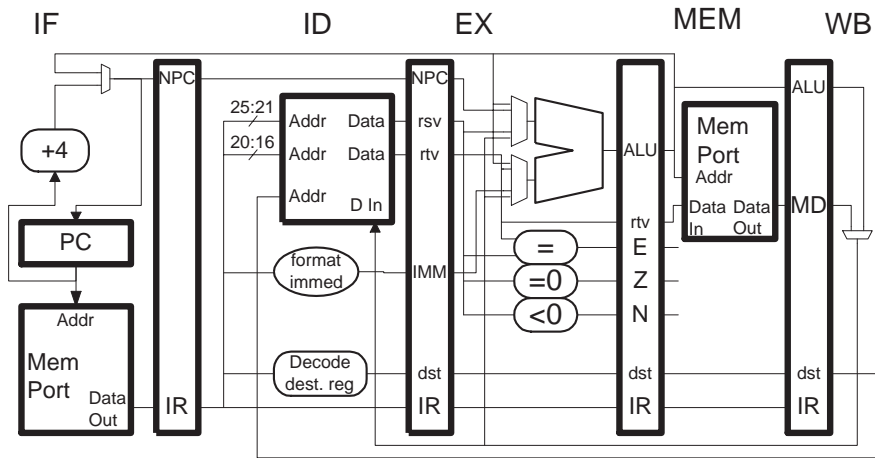 IF ID EX MEM WB
NPC NPC ALU
25:21
Addr Data rsv
20:16
Addr Data rtv
+4
Mem
Port
ALU
Addr
Addr
D In
rtv
Data
In
Data
Out
MD
PC
= E
format
immed
IMM
=0 Z
<0 N
Addr
Mem
Port
Decode
dest. reg
dst dst dst
Data
Out
IR IR IR IR